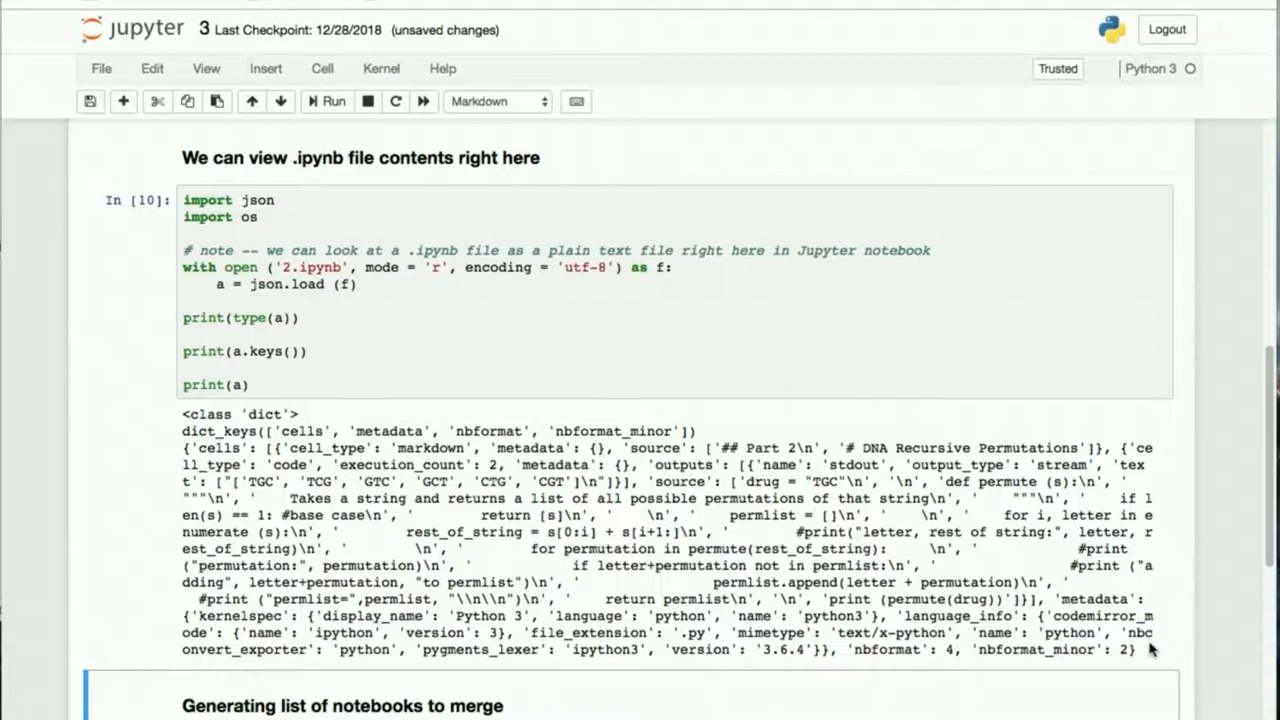 jupyter 3 Last Checkpoint: 12/28/2018 (unsaved changes) Logout
File Edit View Insert Cell Kernel Help Trusted Python 3
Run Markdown
We can view .ipynb file contents right here
In [10]: import json
import os
# note -- we can look at a .ipynb file as a plain text file right here in Jupyter notebook
with open ('2.ipynb', mode = 'r', encoding = 'utf-8') as f:
    a = json.load (f)
print(type(a))
print(a.keys())
print(a)
<class 'dict'>
dict_keys(['cells', 'metadata', 'nbformat', 'nbformat_minor'])
{'cells': [{'cell_type': 'markdown', 'metadata': {}, 'source': ['## Part 2\n', '# DNA Recursive Permutations']}, {'ce
ll_type': 'code', 'execution_count': 2, 'metadata': {}, 'outputs': [{'name': 'stdout', 'output_type': 'stream', 'tex
t': ["['TGC', 'TCG', 'GTC', 'GCT', 'CTG', 'CGT']\n"]}], 'source': ['drug = "TGC"\n', '\n', 'def permute (s):\n', '
"""\n', '    Takes a string and returns a list of all possible permutations of that string\n', '    """\n', '    if l
en(s) == 1: #base case\n', '        return [s]\n', '    \n', '    permlist = []\n', '    \n', '    for i, letter in e
numerate (s):\n', '        rest_of_string = s[0:i] + s[i+1:]\n', '        #print("letter, rest of string:", letter, r
est_of_string)\n', '        \n', '        for permutation in permute(rest_of_string):     \n', '            #print
("permutation:", permutation)\n', '            if letter+permutation not in permlist:\n', '                #print ("a
dding", letter+permutation, "to permlist")\n', '                permlist.append(letter + permutation)\n', '
#print ("permlist=",permlist, "\\n\\n")\n', '    return permlist\n', '\n', 'print (permute(drug))']}], 'metadata':
{'kernelspec': {'display_name': 'Python 3', 'language': 'python', 'name': 'python3'}, 'language_info': {'codemirror_m
ode': {'name': 'ipython', 'version': 3}, 'file_extension': '.py', 'mimetype': 'text/x-python', 'name': 'python', 'nbc
onvert_exporter': 'python', 'pygments_lexer': 'ipython3', 'version': '3.6.4'}}, 'nbformat': 4, 'nbformat_minor': 2}
Generating list of notebooks to merge